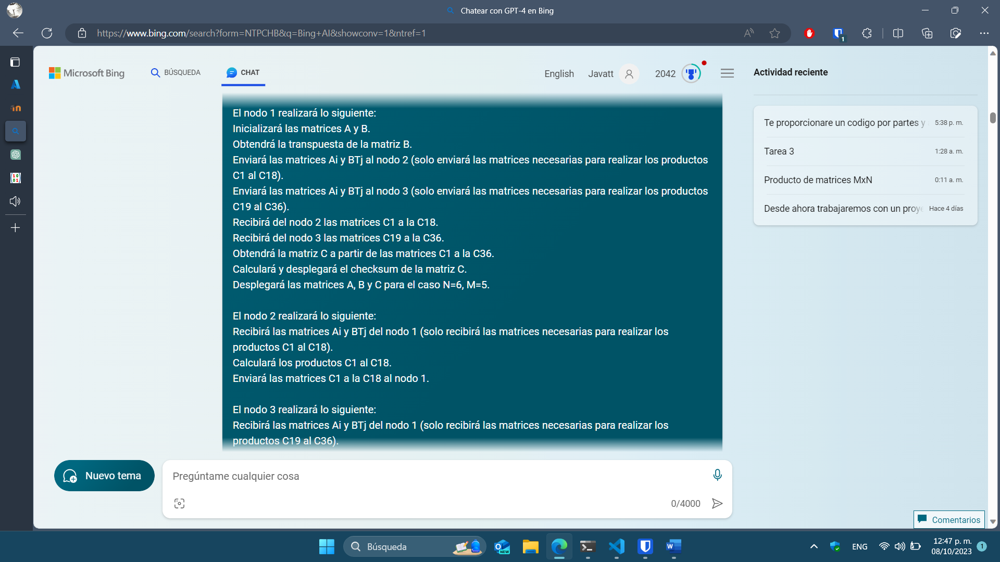 Chatear con GPT-4 en Bing
https://www.bing.com/search?form=NTPCHB&q=Bing+AI&showconv=1&ntref=1
1
Microsoft Bing
BÚSQUEDA
CHAT
English
Javatt
2042
Actividad reciente
El nodo 1 realizará lo siguiente:
Inicializará las matrices A y B.
Obtendrá la transpuesta de la matriz B.
Enviará las matrices Ai y BTj al nodo 2 (solo enviará las matrices necesarias para realizar los productos
C1 al C18).
Enviará las matrices Ai y BTj al nodo 3 (solo enviará las matrices necesarias para realizar los productos
C19 al C36).
Recibirá del nodo 2 las matrices C1 a la C18.
Recibirá del nodo 3 las matrices C19 a la C36.
Obtendrá la matriz C a partir de las matrices C1 a la C36.
Calculará y desplegará el checksum de la matriz C.
Desplegará las matrices A, B y C para el caso N=6, M=5.
El nodo 2 realizará lo siguiente:
Recibirá las matrices Ai y BTj del nodo 1 (solo recibirá las matrices necesarias para realizar los
productos C1 al C18).
Calculará los productos C1 al C18.
Enviará las matrices C1 a la C18 al nodo 1.
El nodo 3 realizará lo siguiente:
Recibirá las matrices Ai y BTj del nodo 1 (solo recibirá las matrices necesarias para realizar los
productos C19 al C36).
Te proporcionare un codigo por partes y
5:38 p. m.
Tarea 3
1:28 a. m.
Producto de matrices MxN
0:11 a. m.
Desde ahora trabajaremos con un proye
Hace 4 días
Nuevo tema
Pregúntame cualquier cosa
0/4000
Comentarios
Búsqueda
NEW
ENG
12:47 p. m.
08/10/2023
1